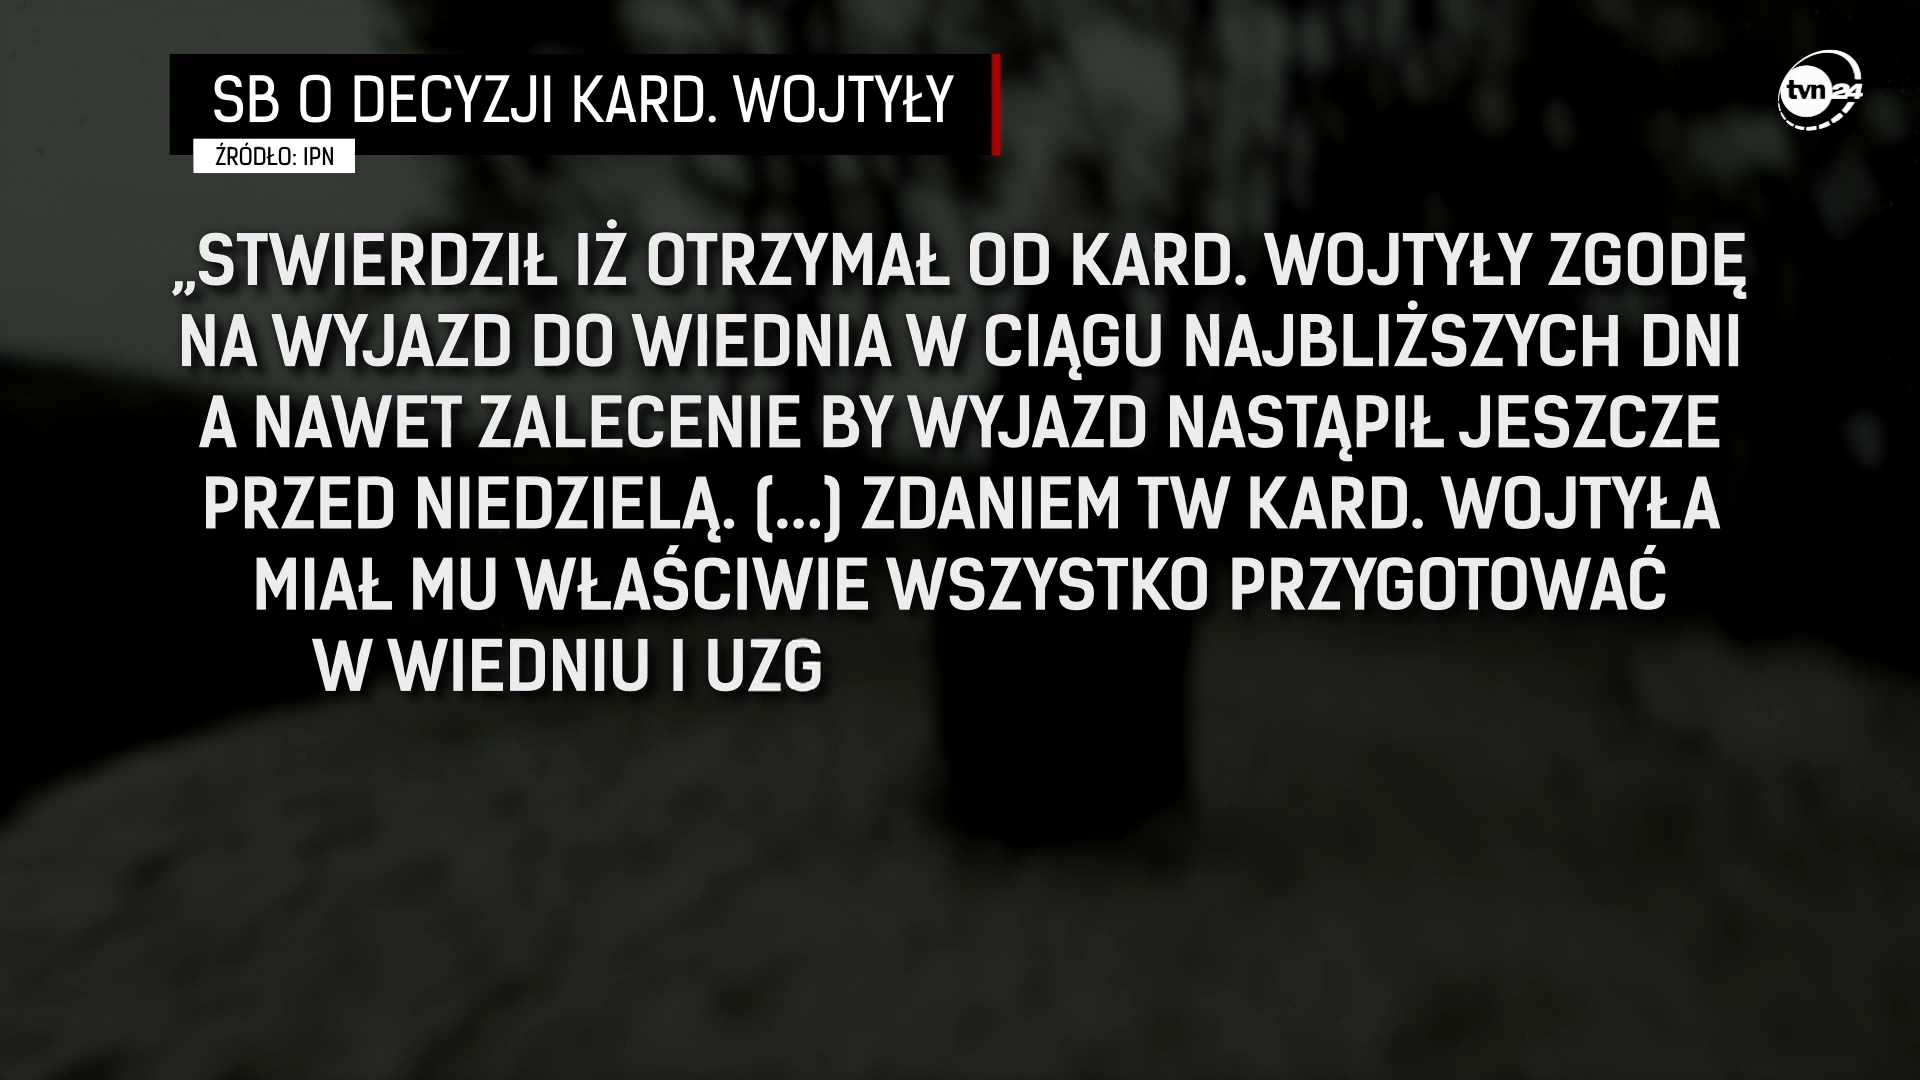 SB O DECYZJI KARD. WOJTYŁY
ŹRÓDŁO: IPN
tvn24
„STWIERDZIŁ IŻ OTRZYMAŁ OD KARD. WOJTYŁY ZGODĘ
NA WYJAZD DO WIEDNIA W CIĄGU NAJBLIŻSZYCH DNI
A NAWET ZALECENIE BY WYJAZD NASTĄPIŁ JESZCZE
PRZED NIEDZIELĄ. (...) ZDANIEM TW KARD. WOJTYŁA
MIAŁ MU WŁAŚCIWIE WSZYSTKO PRZYGOTOWAĆ
W WIEDNIU I UZG